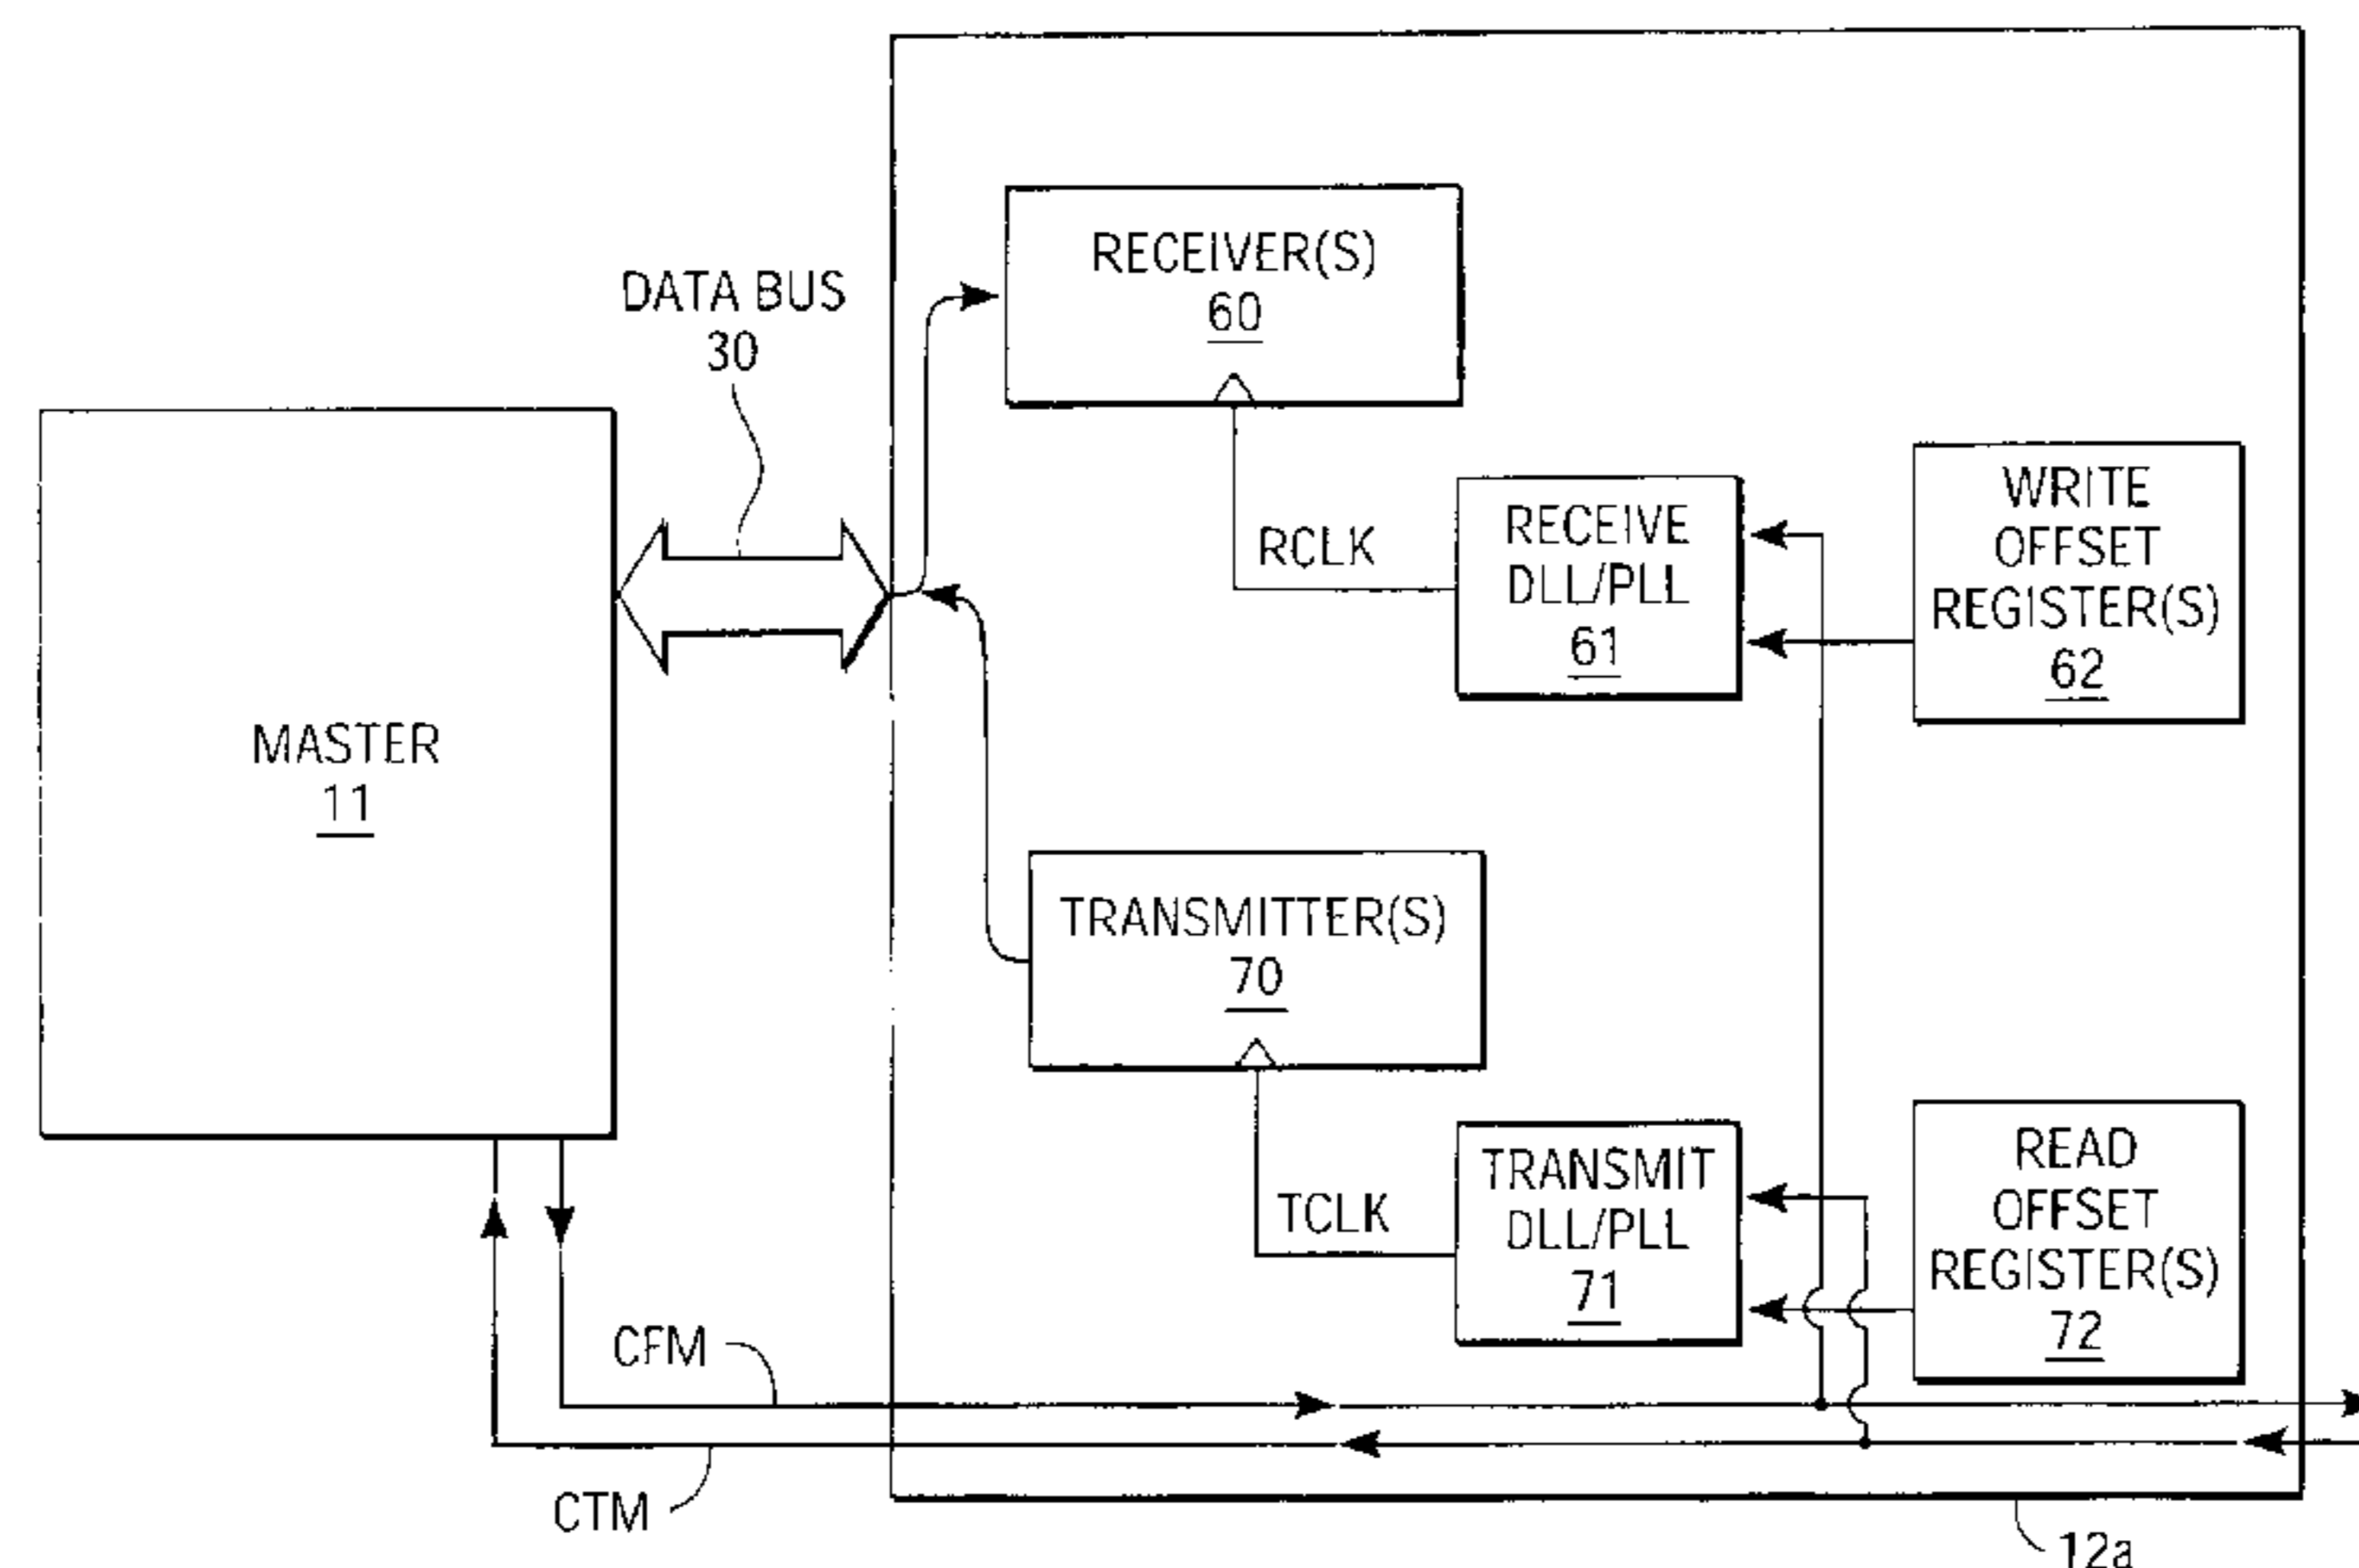 DATA BUS
30
MASTER
11
RECEIVER(S)
60
RCLK
RECEIVE
DLL/PLL
61
WRITE
OFFSET
REGISTER(S)
62
TRANSMITTER(S)
70
TCLK
TRANSMIT
DLL/PLL
71
READ
OFFSET
REGISTER(S)
72
CFM
CTM
12a